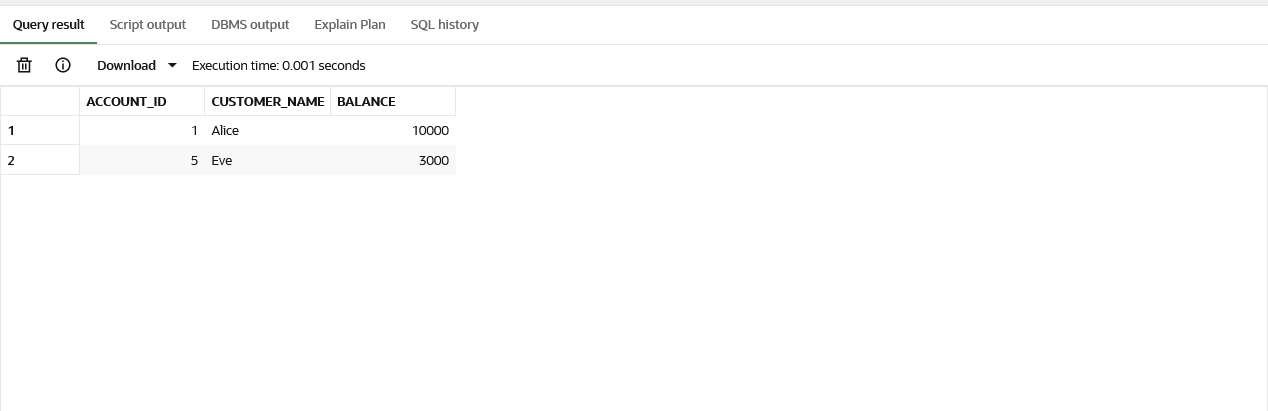 Query result Script output DBMS output Explain Plan SQL history
Download Execution time: 0.001 seconds
ACCOUNT_ID CUSTOMER_NAME BALANCE
1 1 Alice 10000
2 5 Eve 3000